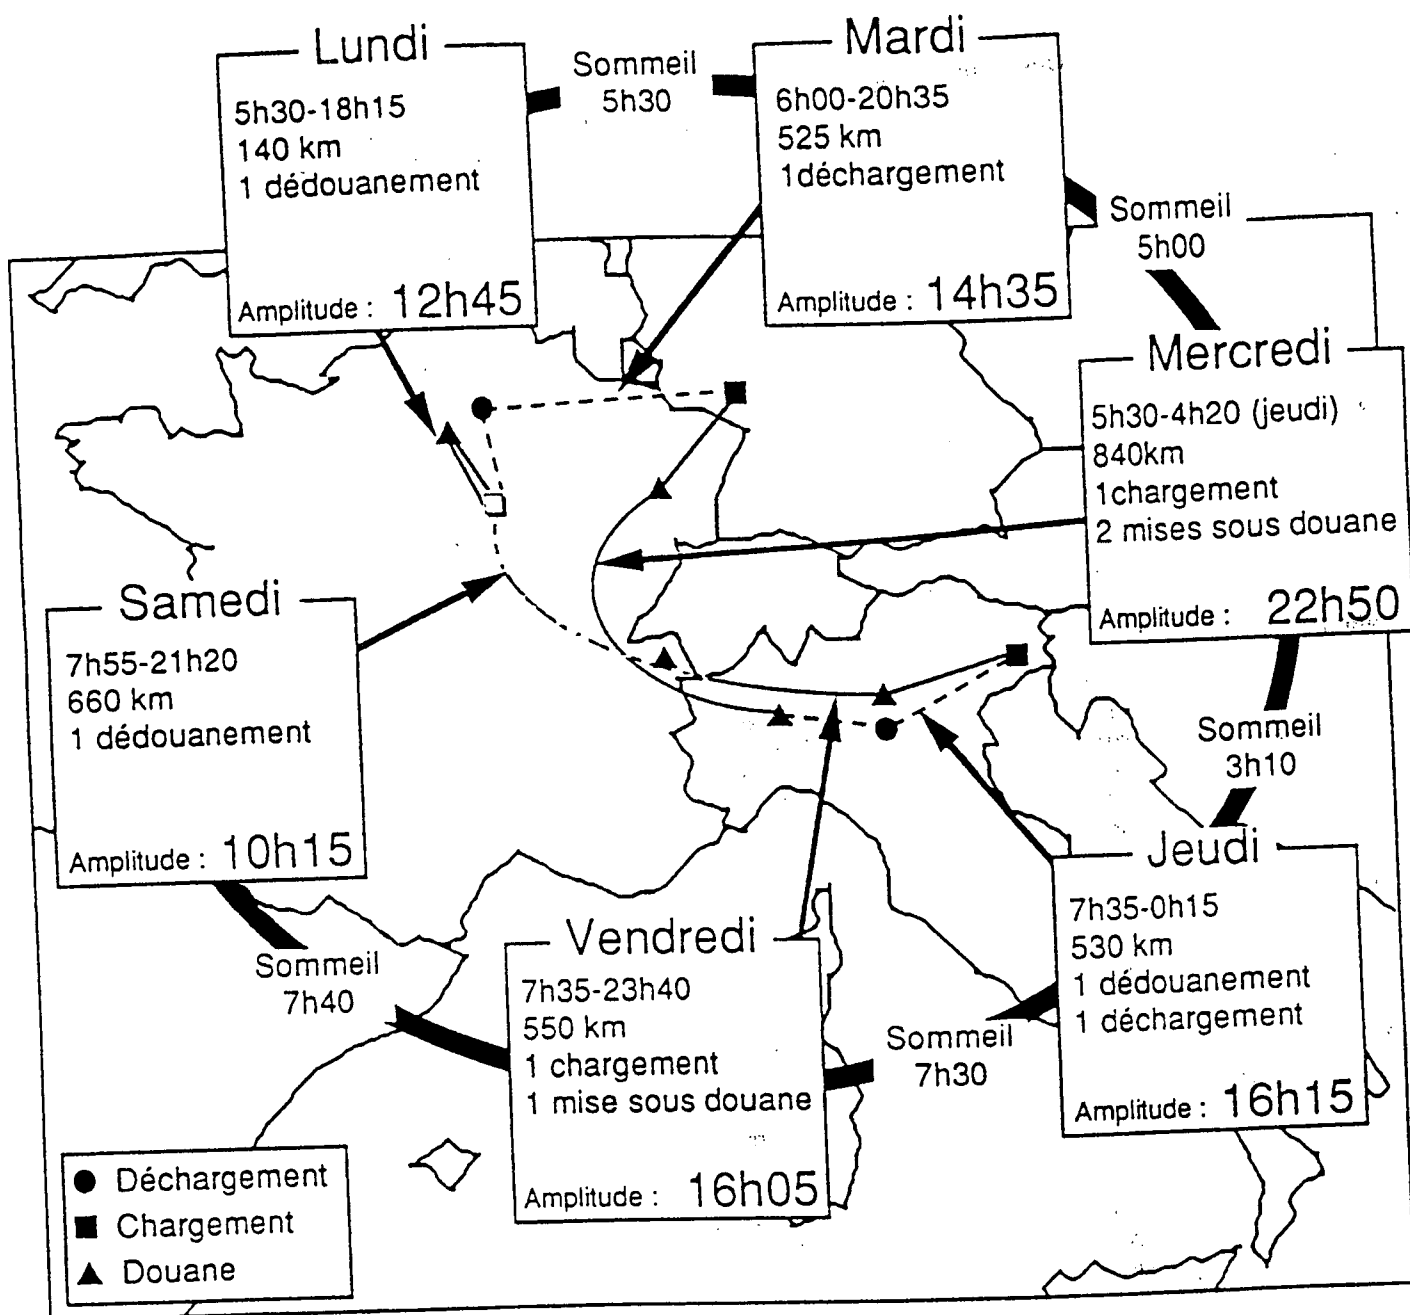 Lundi
5h30-18h15
140 km
1 dédouanement
Amplitude : 12h45
Sommeil
5h30
Mardi
6h00-20h35
525 km
1déchargement
Amplitude : 14h35
Sommeil
5h00
Mercredi
5h30-4h20 (jeudi)
840km
1chargement
2 mises sous douane
Amplitude : 22h50
Sommeil
3h10
Jeudi
7h35-0h15
530 km
1 dédouanement
1 déchargement
Amplitude : 16h15
Sommeil
7h30
Vendredi
7h35-23h40
550 km
1 chargement
1 mise sous douane
Amplitude : 16h05
Sommeil
7h40
Samedi
7h55-21h20
660 km
1 dédouanement
Amplitude : 10h15
Déchargement
Chargement
Douane